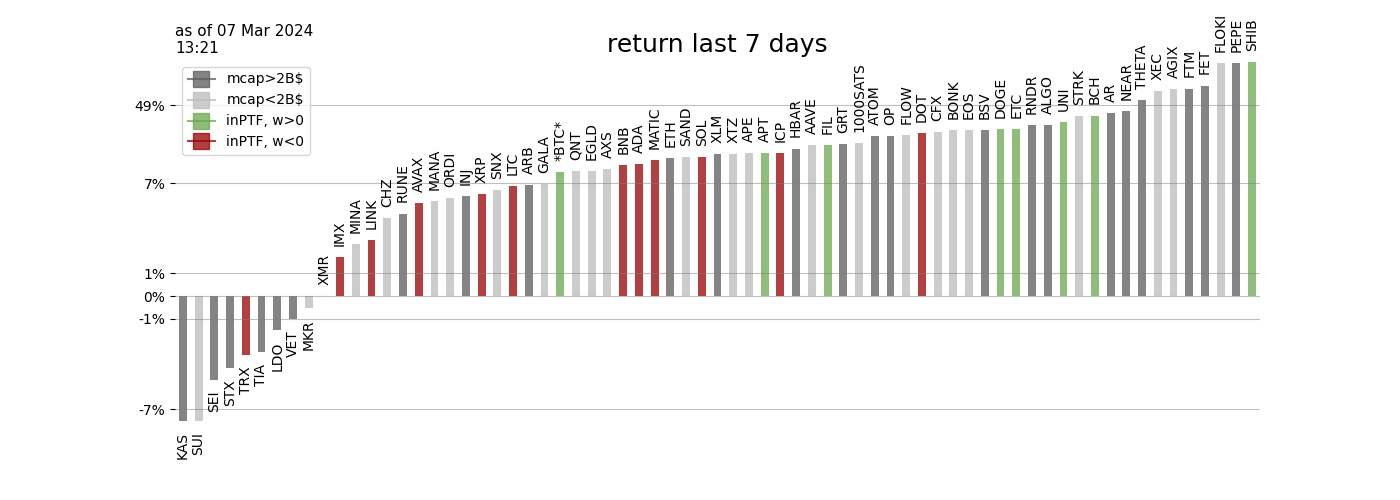 as of 07 Mar 2024
13:21
return last 7 days
mcap>2B$
mcap<2B$
inPTF, w>0
inPTF, w<0
49%
7%
1%
0%
-1%
-7%
KAS
SUI
SEI
STX
TRX
TIA
LDO
VET
MKR
XMR
IMX
MINA
LINK
CHZ
RUNE
AVAX
MANA
ORDI
INJ
XRP
SNX
LTC
ARB
GALA
*BTC*
QNT
EGLD
AXS
BNB
ADA
MATIC
ETH
SAND
SOL
XLM
XTZ
APE
APT
ICP
HBAR
AAVE
FIL
GRT
1000SATS
ATOM
OP
FLOW
DOT
CFX
BONK
EOS
BSV
DOGE
ETC
RNDR
ALGO
UNI
STRK
BCH
AR
NEAR
THETA
XEC
AGIX
FTM
FET
FLOKI
PEPE
SHIB